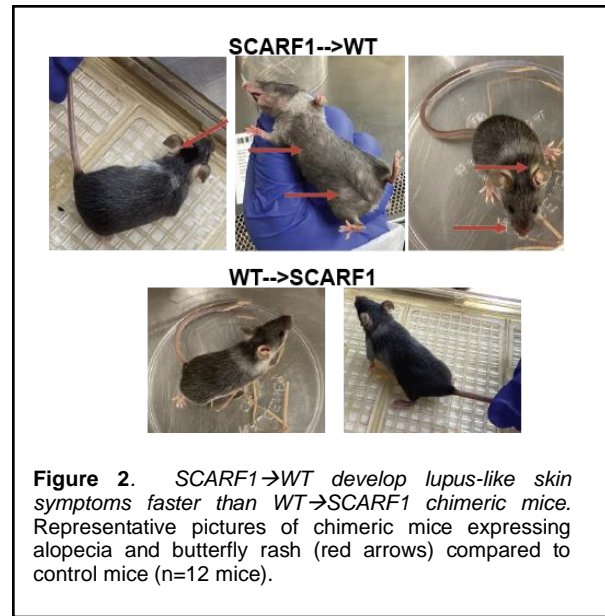 SCARF1-->WT
WT-->SCARF1
Figure 2. SCARF1→WT develop lupus-like skin
symptoms faster than WT→SCARF1 chimeric mice.
Representative pictures of chimeric mice expressing
alopecia and butterfly rash (red arrows) compared to
control mice (n=12 mice).